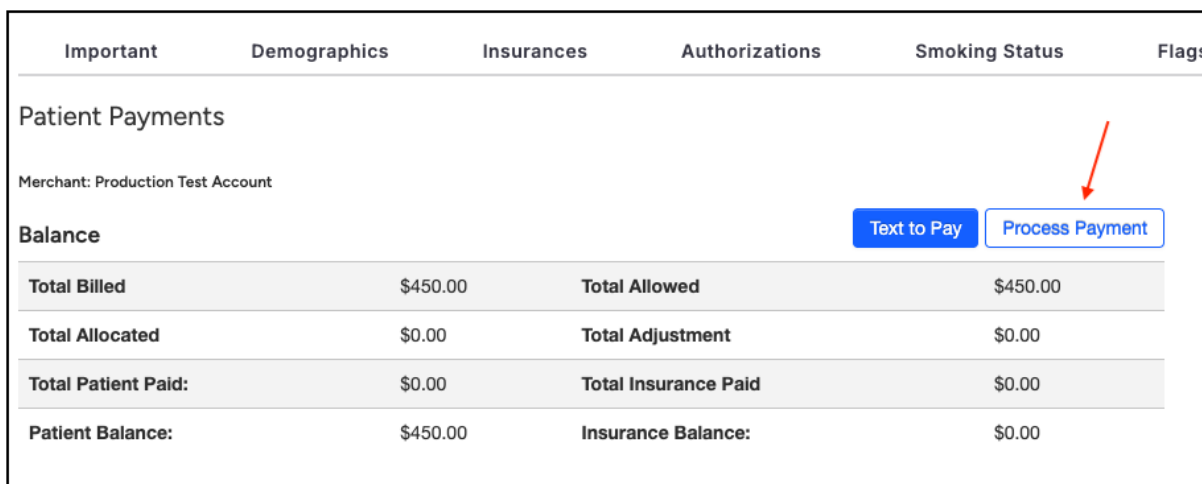 Important Demographics Insurances Authorizations Smoking Status Flags
Patient Payments
Merchant: Production Test Account
Balance Text to Pay Process Payment
Total Billed $450.00 Total Allowed $450.00
Total Allocated $0.00 Total Adjustment $0.00
Total Patient Paid: $0.00 Total Insurance Paid $0.00
Patient Balance: $450.00 Insurance Balance: $0.00